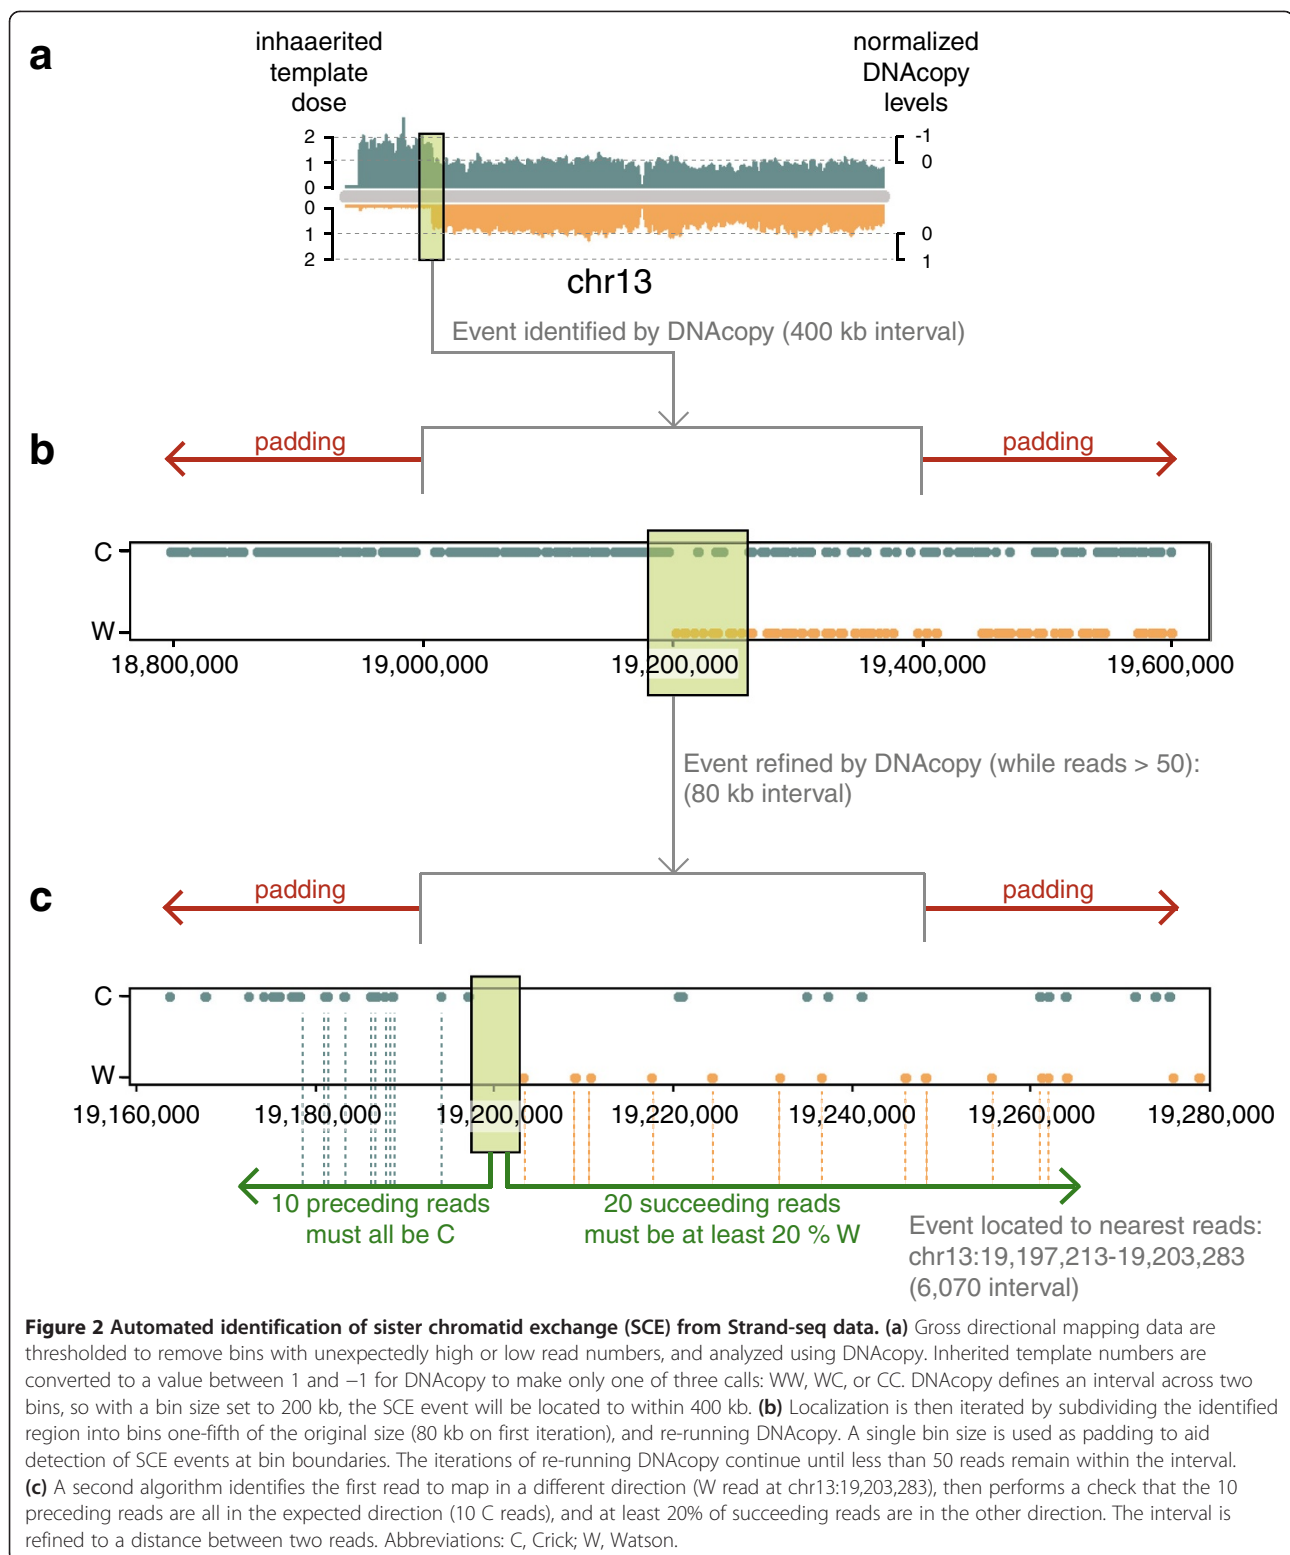 a
inhaaerited
template
dose
normalized
DNAcopy
levels
2
1
0
0
1
2
-1
0
0
1
chr13
Event identified by DNAcopy (400 kb interval)
b
padding
padding
C
W
18,800,000 19,000,000 19,200,000 19,400,000 19,600,000
Event refined by DNAcopy (while reads > 50):
(80 kb interval)
c
padding
padding
C
W
19,160,000 19,180,000 19,200,000 19,220,000 19,240,000 19,260,000 19,280,000
10 preceding reads
must all be C
20 succeeding reads
must be at least 20 % W
Event located to nearest reads:
chr13:19,197,213-19,203,283
(6,070 interval)
Figure 2 Automated identification of sister chromatid exchange (SCE) from Strand-seq data. (a) Gross directional mapping data are
thresholded to remove bins with unexpectedly high or low read numbers, and analyzed using DNAcopy. Inherited template numbers are
converted to a value between 1 and −1 for DNAcopy to make only one of three calls: WW, WC, or CC. DNAcopy defines an interval across two
bins, so with a bin size set to 200 kb, the SCE event will be located to within 400 kb. (b) Localization is then iterated by subdividing the identified
region into bins one-fifth of the original size (80 kb on first iteration), and re-running DNAcopy. A single bin size is used as padding to aid
detection of SCE events at bin boundaries. The iterations of re-running DNAcopy continue until less than 50 reads remain within the interval.
(c) A second algorithm identifies the first read to map in a different direction (W read at chr13:19,203,283), then performs a check that the 10
preceding reads are all in the expected direction (10 C reads), and at least 20% of succeeding reads are in the other direction. The interval is
refined to a distance between two reads. Abbreviations: C, Crick; W, Watson.